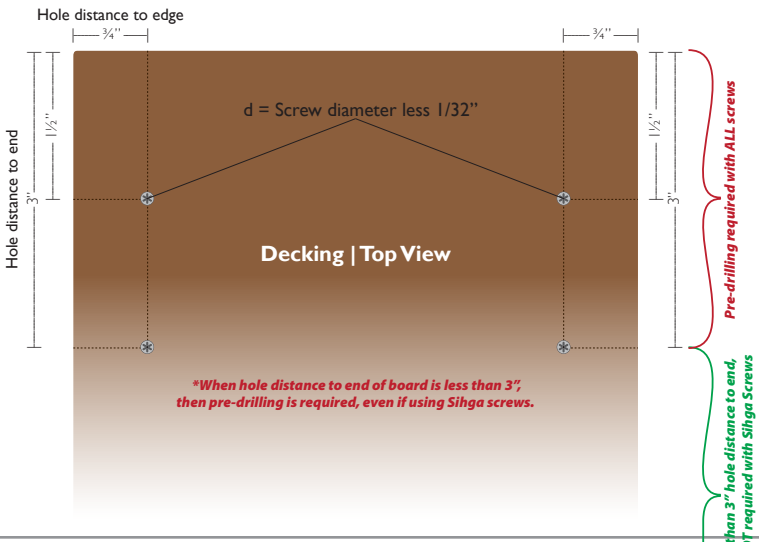 Hole distance to edge
¾”
¾”
d = Screw diameter less 1/32”
1½”
3”
Hole distance to end
1½”
3”
Decking | Top View
*When hole distance to end of board is less than 3”,
then pre-drilling is required, even if using Sihga screws.
Pre-drilling required with ALL screws
than 3” hole distance to end,
required with Sihga Screws